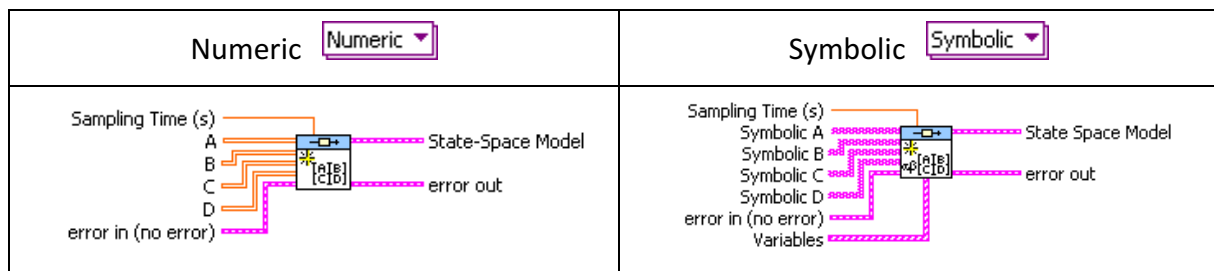 Numeric Numeric
Symbolic Symbolic
Sampling Time (s)
A
B
C
D
error in (no error)
State-Space Model
error out
[A|B]
[C|D]
Sampling Time (s)
Symbolic A
Symbolic B
Symbolic C
Symbolic D
error in (no error)
Variables
State Space Model
error out
πβ[A|B]
[C|D]